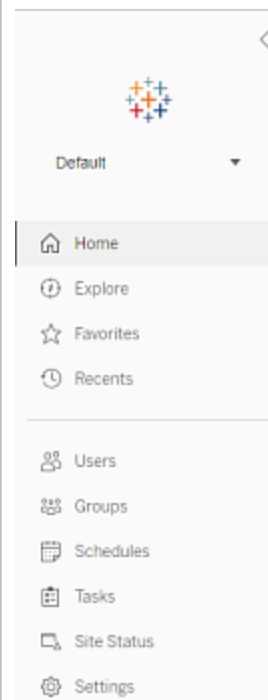 Default
Home
Explore
Favorites
Recents
Users
Groups
Schedules
Tasks
Site Status
Settings